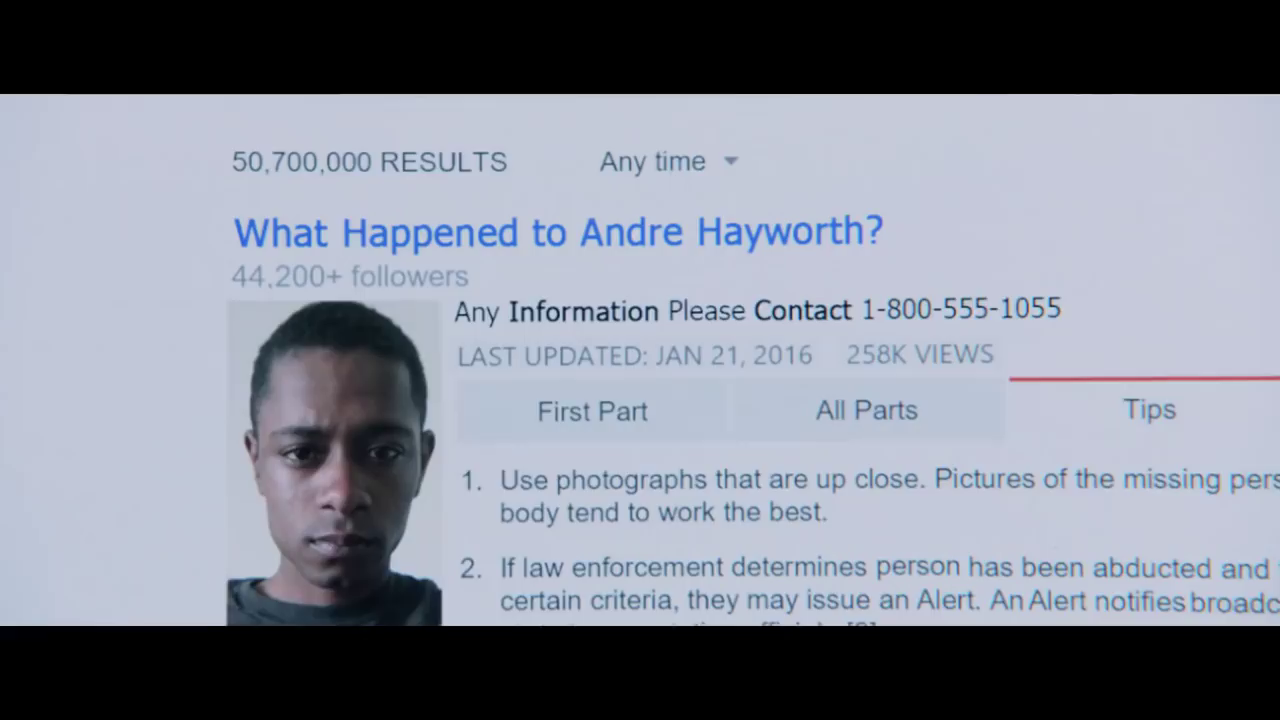 50,700,000 RESULTS Any time
What Happened to Andre Hayworth?
44,200+ followers
Any Information Please Contact 1-800-555-1055
LAST UPDATED: JAN 21, 2016 258K VIEWS
First Part All Parts Tips
1. Use photographs that are up close. Pictures of the missing pers
body tend to work the best.
2. If law enforcement determines person has been abducted and
certain criteria, they may issue an Alert. An Alert notifies broadc